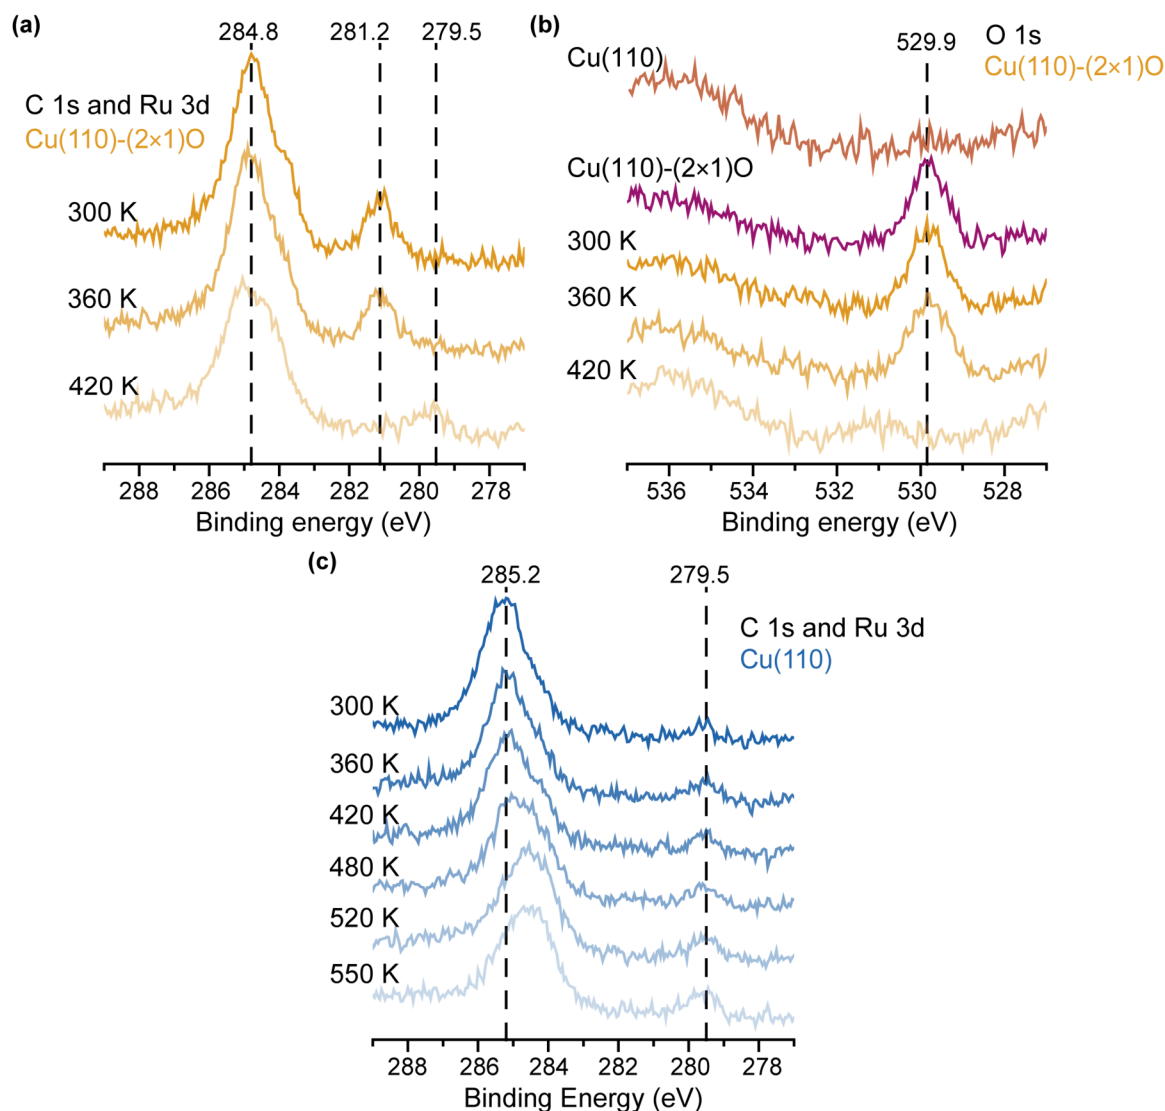 (a)
284.8 281.2 279.5
C 1s and Ru 3d
Cu(110)-(2×1)O
300 K
360 K
420 K
288 286 284 282 280 278
Binding energy (eV)
(b)
529.9
O 1s
Cu(110)-(2×1)O
Cu(110)
Cu(110)-(2×1)O
300 K
360 K
420 K
536 534 532 530 528
Binding energy (eV)
(c)
285.2 279.5
C 1s and Ru 3d
Cu(110)
300 K
360 K
420 K
480 K
520 K
550 K
288 286 284 282 280 278
Binding Energy (eV)